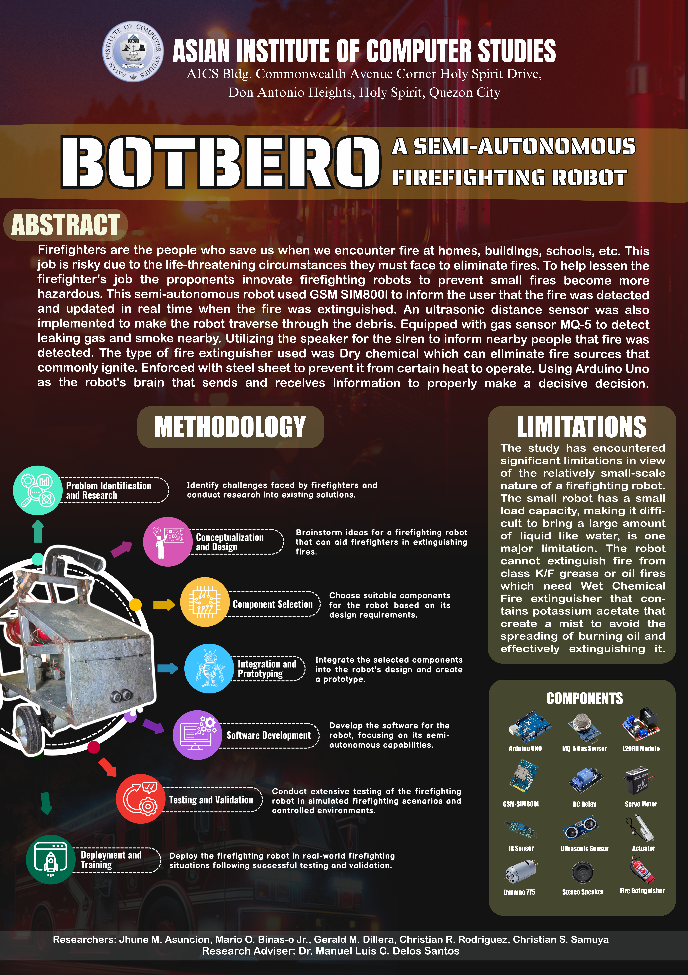 ASIAN INSTITUTE OF COMPUTER STUDIES
AICS Bldg. Commonwealth Avenue Corner Holy Spirit Drive,
Don Antonio Heights, Holy Spirit, Quezon City
BOTBERO
A SEMI-AUTONOMOUS
FIREFIGHTING ROBOT
ABSTRACT
Firefighters are the people who save us when we encounter fire at homes, buildings, schools, etc. This
job is risky due to the life-threatening circumstances they must face to eliminate fires. To help lessen the
firefighter's job the proponents innovate firefighting robots to prevent small fires become more
hazardous. This semi-autonomous robot used GSM SIM800l to inform the user that the fire was detected
and updated in real time when the fire was extinguished. An ultrasonic distance sensor was also
implemented to make the robot traverse through the debris. Equipped with gas sensor MQ-5 to detect
leaking gas and smoke nearby. Utilizing the speaker for the siren to inform nearby people that fire was
detected. The type of fire extinguisher used was Dry chemical which can eliminate fire sources that
commonly ignite. Enforced with steel sheet to prevent it from certain heat to operate. Using Arduino Uno
as the robot's brain that sends and receives information to properly make a decisive decision.
METHODOLOGY
Problem Identification
and Research
Identify challenges faced by firefighters and
conduct research into existing solutions.
Conceptualization
and Design
Brainstorm ideas for a firefighting robot
that can aid firefighters in extinguishing
fires.
Component Selection
Choose suitable components
for the robot based on its
design requirements.
Integration and
Prototyping
Integrate the selected components
into the robot's design and create
a prototype.
Software Development
Develop the software for the
robot, focusing on its semi-
autonomous capabilities.
Testing and Validation
Conduct extensive testing of the firefighting
robot in simulated firefighting scenarios and
controlled environments.
Deployment and
Training
Deploy the firefighting robot in real-world firefighting
situations following successful testing and validation.
LIMITATIONS
The study has encountered
significant limitations in view
of the relatively small-scale
nature of a firefighting robot.
The small robot has a small
load capacity, making it diffi-
cult to bring a large amount
of liquid like water, is one
major limitation. The robot
cannot extinguish fire from
class K/F grease or oil fires
which need Wet Chemical
Fire extinguisher that con-
tains potassium acetate that
create a mist to avoid the
spreading of burning oil and
effectively extinguishing it.
COMPONENTS
Arduino UNO
Gas Sensor
Module
GSM-SIM800l
DC Relay
Servo Motor
IR Sensor
Ultrasonic Sensor
Actuator
775
Stereo Speaker
Fire Extinguisher
Researchers: Jhune M. Asuncion, Mario O. Binas-o Jr., Gerald M. Dillera, Christian R. Rodriguez, Christian S. Samuya
Research Adviser: Dr. Manuel Luis C. Delos Santos